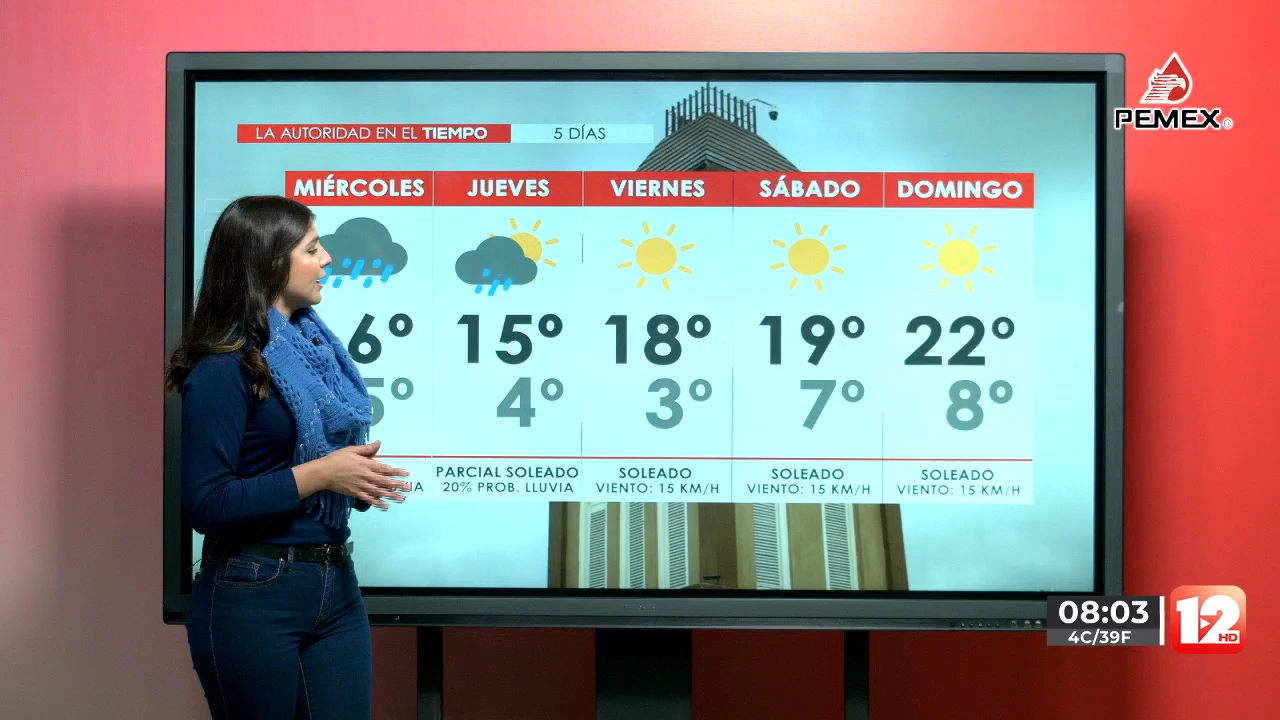 PEMEX
LA AUTORIDAD EN EL TIEMPO 5 DÍAS
MIÉRCOLES JUEVES VIERNES SÁBADO DOMINGO
6° 15° 18° 19° 22°
5° 4° 3° 7° 8°
PARCIAL SOLEADO SOLEADO SOLEADO SOLEADO
20% PROB. LLUVIA VIENTO: 15 KM/H VIENTO: 15 KM/H VIENTO: 15 KM/H
08:03
4C/39F
12
HD